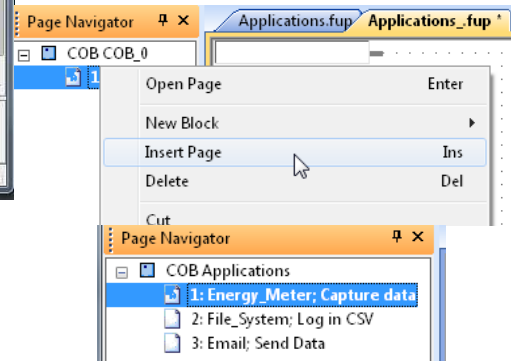 Page Navigator
Applications.fup Applications_.fup *
COB COB_0
1
Open Page Enter
New Block
Insert Page Ins
Delete Del
Cut
Page Navigator
COB Applications
1: Energy_Meter; Capture data
2: File_System; Log in CSV
3: Email; Send Data